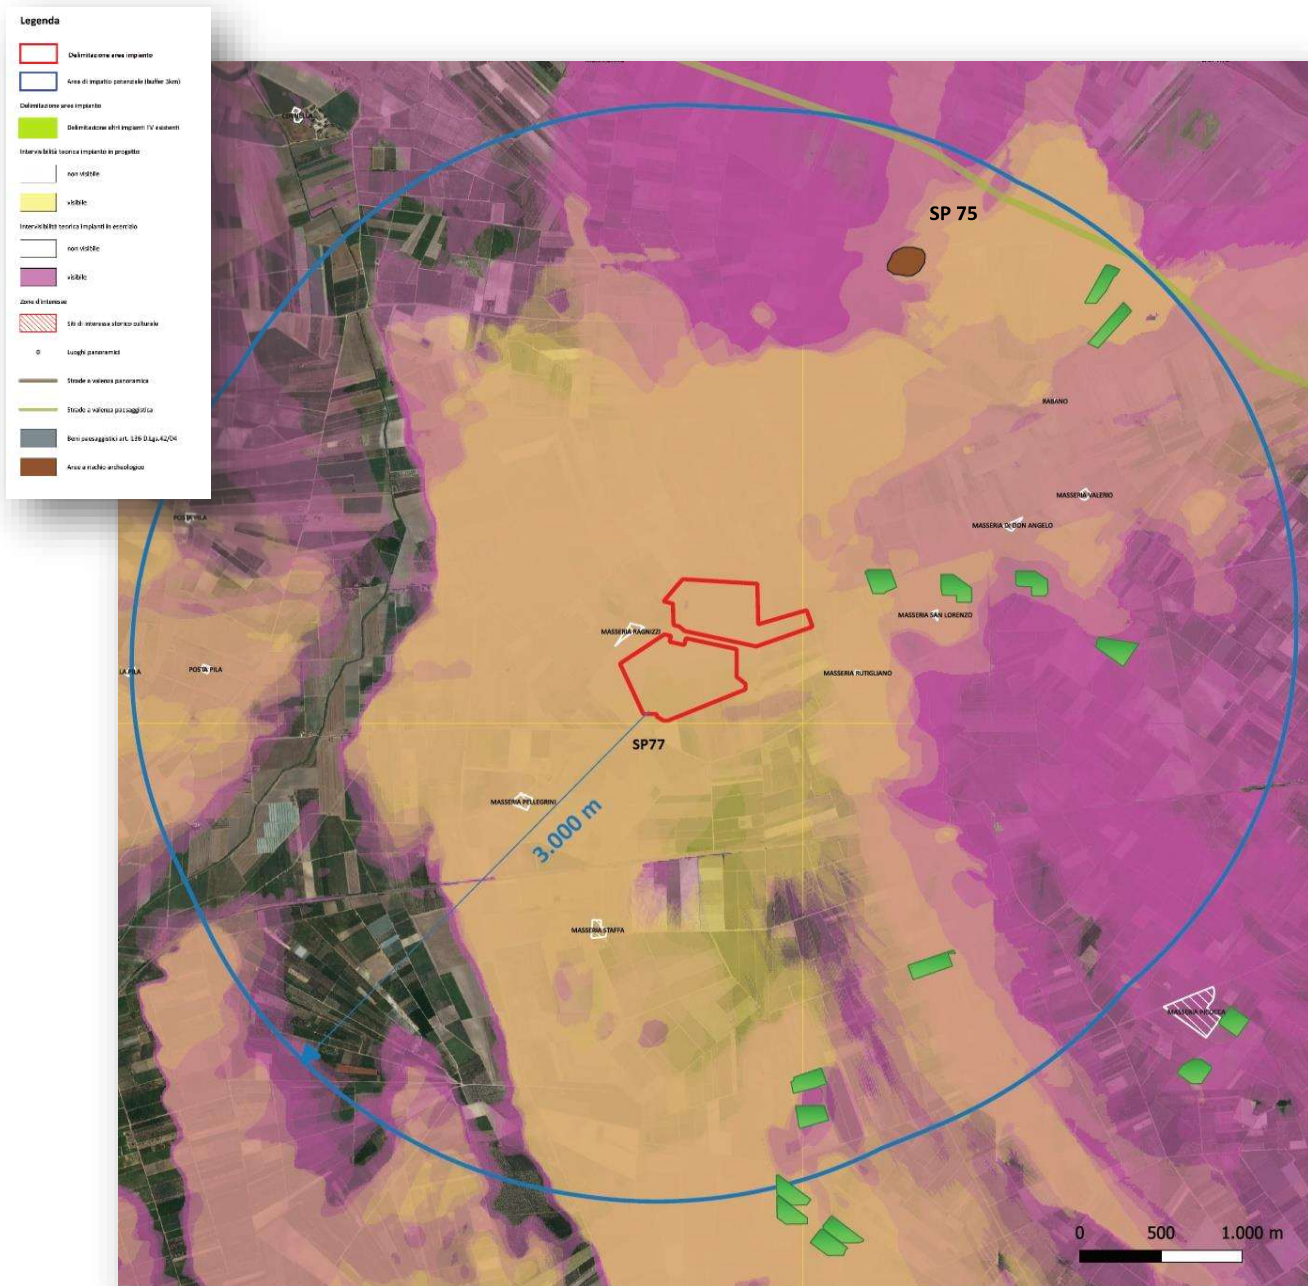 Legenda
Delimitazione area impianto
Area di impatto potenziale (buffer 3km)
Delimitazione area impianto
Delimitazione altri impianti FV esistenti
Intervisibilità teorica impianto in progetto
non visibile
visibile
Intervisibilità teorica impianti in esercizio
non visibile
visibile
Zone d'interesse
Siti di interesse storico culturale
Luoghi panoramici
Strade a valenza panoramica
Strade a valenza paesaggistica
Beni paesaggistici art. 136 D.Lgs.42/04
Aree a rischio archeologico
SP 75
RABANO
MASSERIA VALERIO
MASSERIA DI DON ANGELO
POSTA PILA
MASSERIA SAN LORENZO
MASSERIA RAGNIZZI
LA PILA
POSTA PILA
MASSERIA RUTIGLIANO
SP77
MASSERIA PELLEGRINI
3.000 m
MASSERIA STAFFA
0 500 1.000 m